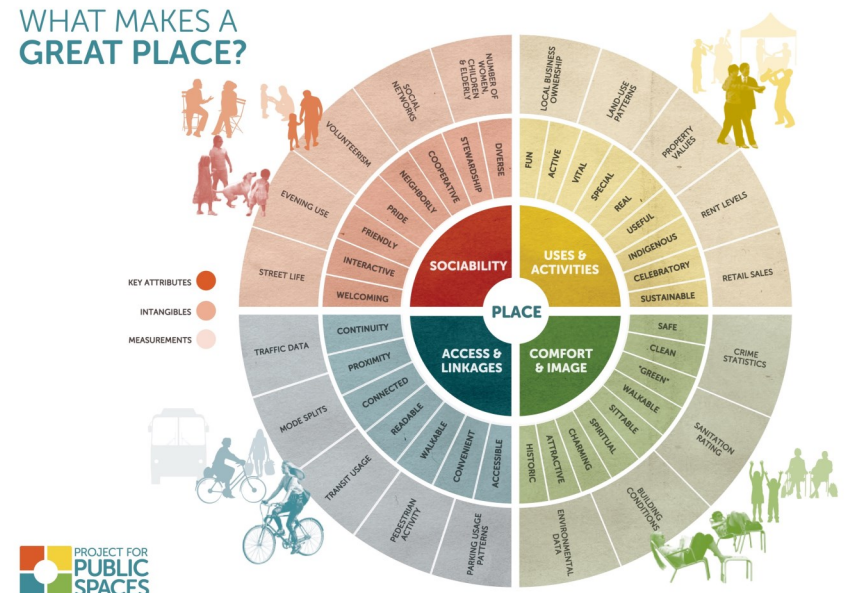 WHAT MAKES A
GREAT PLACE?
KEY ATTRIBUTES
INTANGIBLES
MEASUREMENTS
PLACE
SOCIABILITY
USES &
ACTIVITIES
ACCESS &
LINKAGES
COMFORT
& IMAGE
WELCOMING
INTERACTIVE
FRIENDLY
PRIDE
NEIGHBORLY
COOPERATIVE
STEWARDSHIP
DIVERSE
FUN
ACTIVE
VITAL
SPECIAL
REAL
USEFUL
INDIGENOUS
CELEBRATORY
SUSTAINABLE
SAFE
CLEAN
"GREEN"
WALKABLE
SITTABLE
SPIRITUAL
CHARMING
ATTRACTIVE
HISTORIC
ACCESSIBLE
CONVENIENT
WALKABLE
READABLE
CONNECTED
PROXIMITY
CONTINUITY
STREET LIFE
EVENING USE
VOLUNTEERISM
SOCIAL
NETWORKS
NUMBER OF
WOMEN,
CHILDREN
& ELDERLY
LOCAL BUSINESS
OWNERSHIP
LAND-USE
PATTERNS
PROPERTY
VALUES
RENT LEVELS
RETAIL SALES
CRIME
STATISTICS
SANITATION
RATING
BUILDING
CONDITIONS
ENVIRONMENTAL
DATA
PARKING USAGE
PATTERNS
PEDESTRIAN
ACTIVITY
TRANSIT USAGE
MODE SPLITS
TRAFFIC DATA
PROJECT FOR
PUBLIC
SPACES